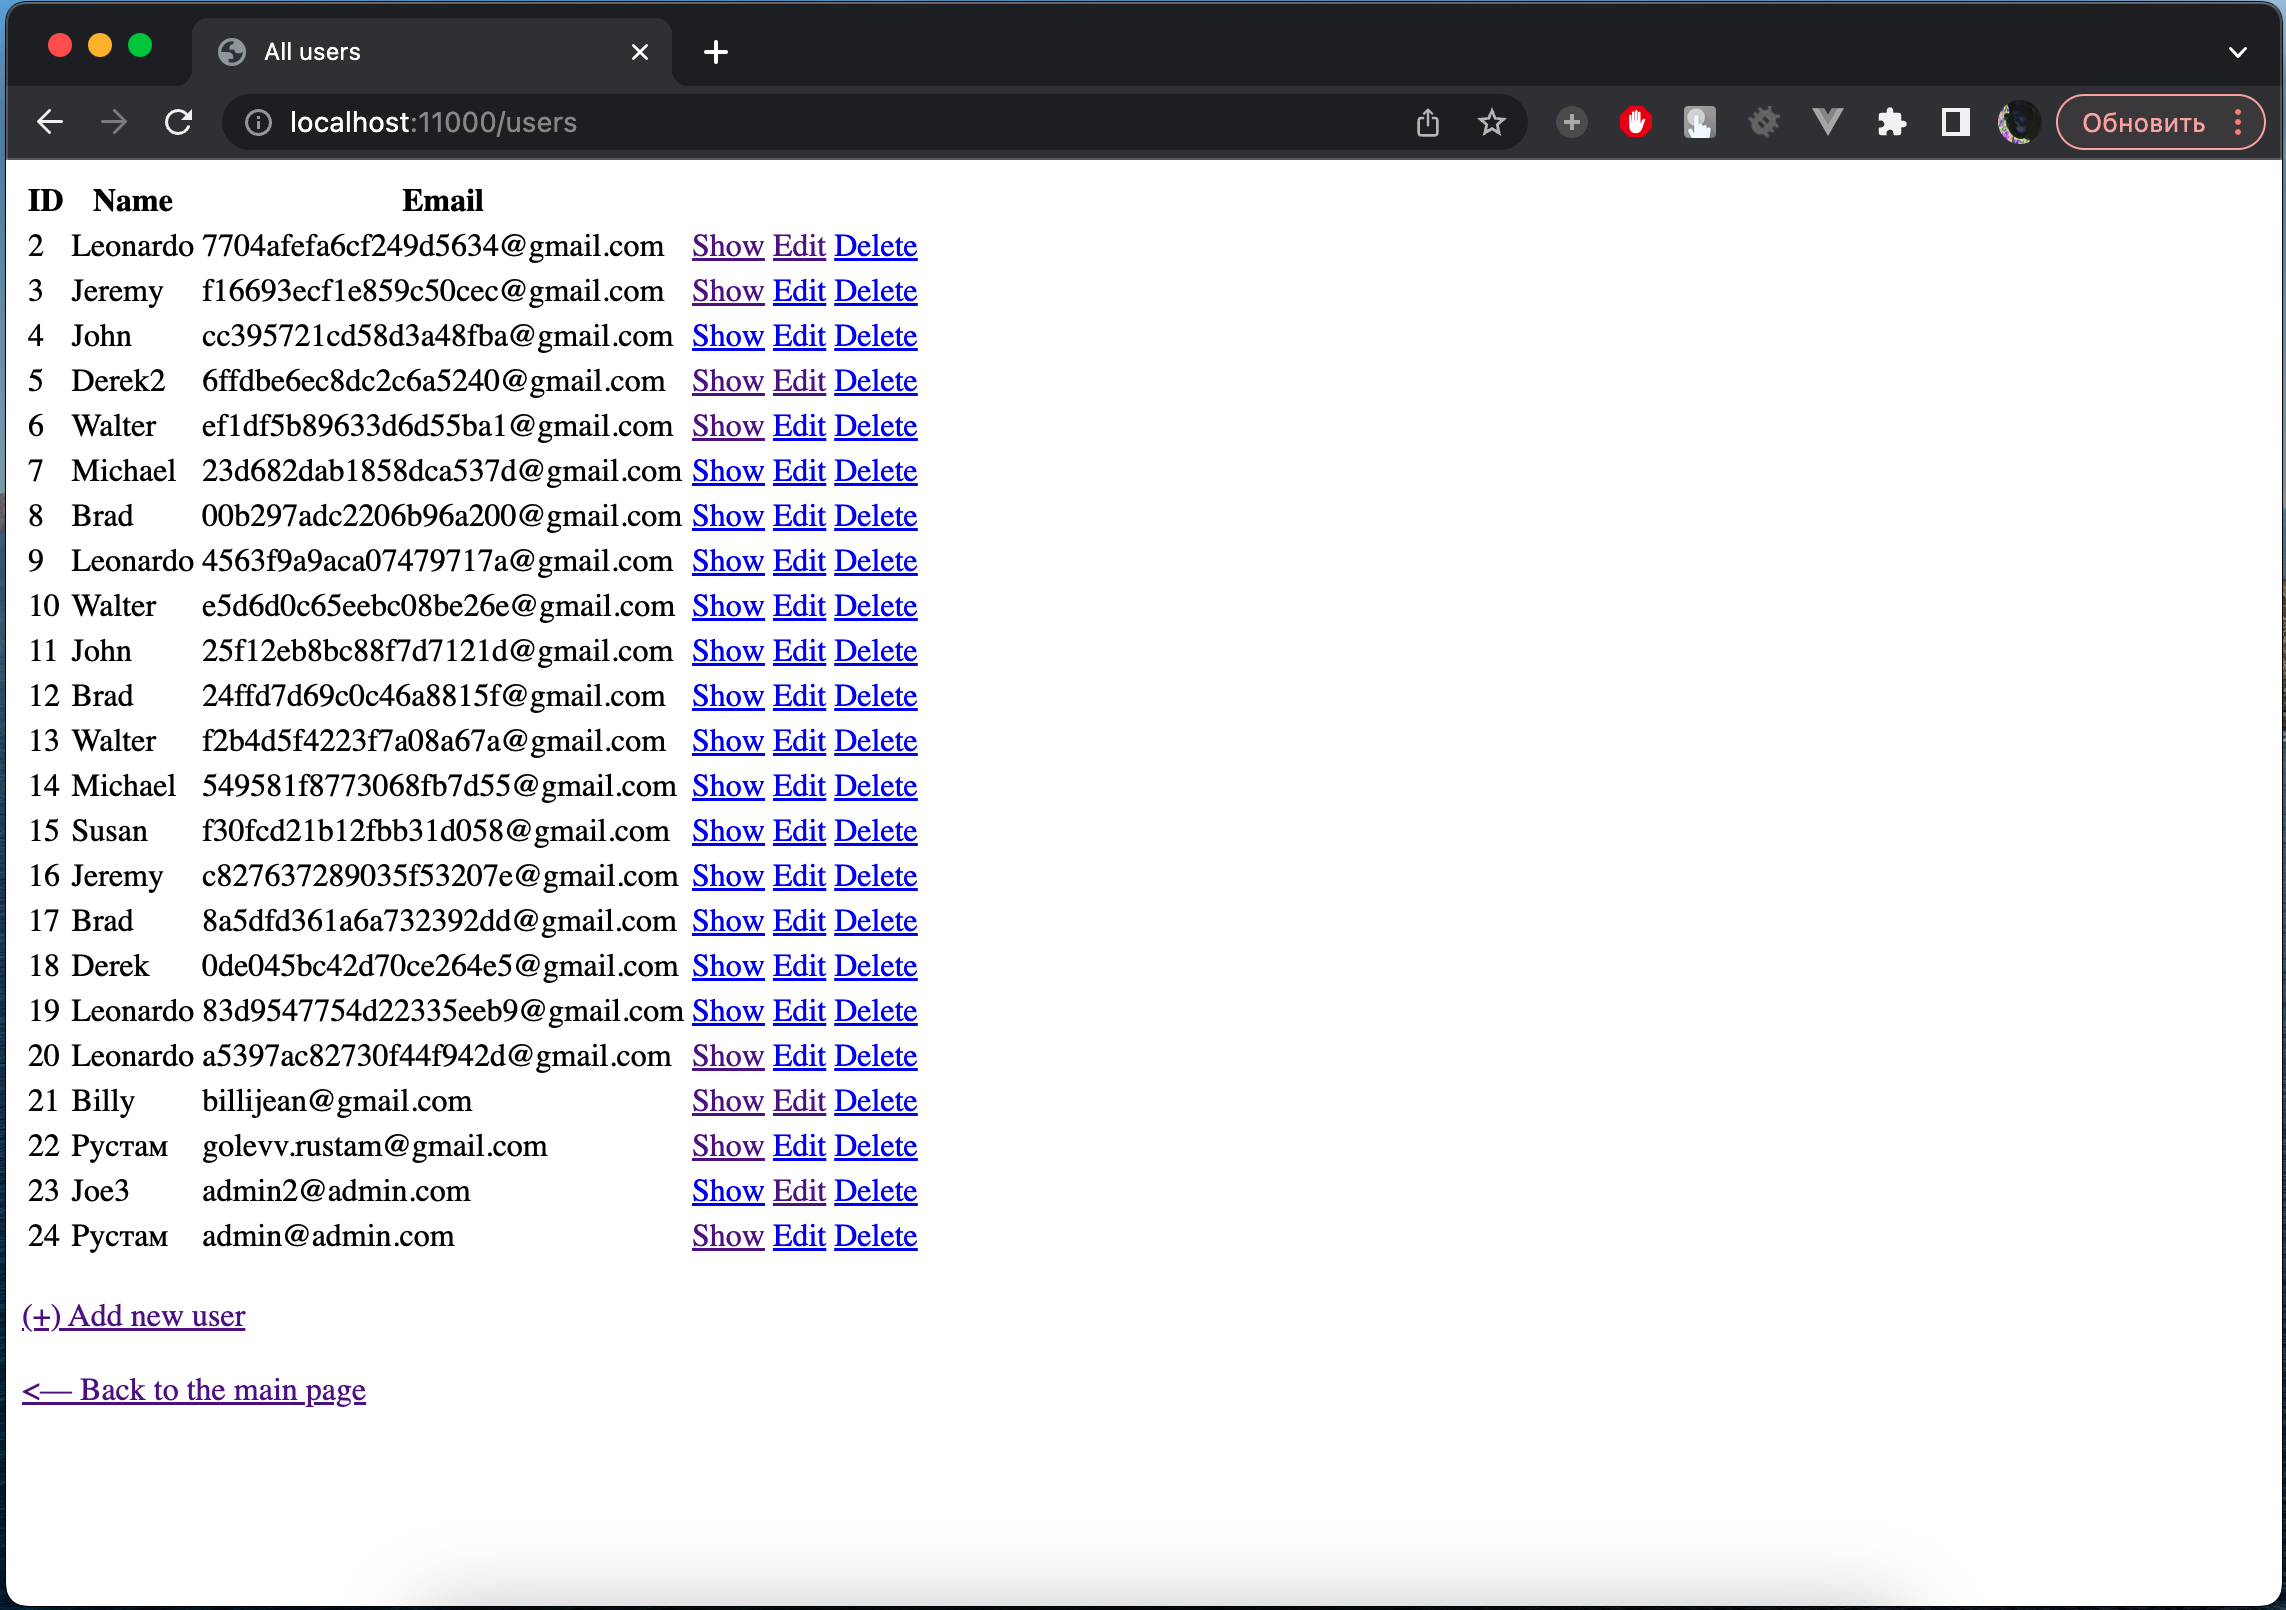 All users
localhost:11000/users
Обновить
ID Name Email
2 Leonardo 7704afefa6cf249d5634@gmail.com Show Edit Delete
3 Jeremy f16693ecf1e859c50cec@gmail.com Show Edit Delete
4 John cc395721cd58d3a48fba@gmail.com Show Edit Delete
5 Derek2 6ffdbe6ec8dc2c6a5240@gmail.com Show Edit Delete
6 Walter ef1df5b89633d6d55ba1@gmail.com Show Edit Delete
7 Michael 23d682dab1858dca537d@gmail.com Show Edit Delete
8 Brad 00b297adc2206b96a200@gmail.com Show Edit Delete
9 Leonardo 4563f9a9aca07479717a@gmail.com Show Edit Delete
10 Walter e5d6d0c65eebc08be26e@gmail.com Show Edit Delete
11 John 25f12eb8bc88f7d7121d@gmail.com Show Edit Delete
12 Brad 24ffd7d69c0c46a8815f@gmail.com Show Edit Delete
13 Walter f2b4d5f4223f7a08a67a@gmail.com Show Edit Delete
14 Michael 549581f8773068fb7d55@gmail.com Show Edit Delete
15 Susan f30fcd21b12fbb31d058@gmail.com Show Edit Delete
16 Jeremy c827637289035f53207e@gmail.com Show Edit Delete
17 Brad 8a5dfd361a6a732392dd@gmail.com Show Edit Delete
18 Derek 0de045bc42d70ce264e5@gmail.com Show Edit Delete
19 Leonardo 83d9547754d22335eeb9@gmail.com Show Edit Delete
20 Leonardo a5397ac82730f44f942d@gmail.com Show Edit Delete
21 Billy billijean@gmail.com Show Edit Delete
22 Рустам golevv.rustam@gmail.com Show Edit Delete
23 Joe3 admin2@admin.com Show Edit Delete
24 Рустам admin@admin.com Show Edit Delete
(+) Add new user
<— Back to the main page